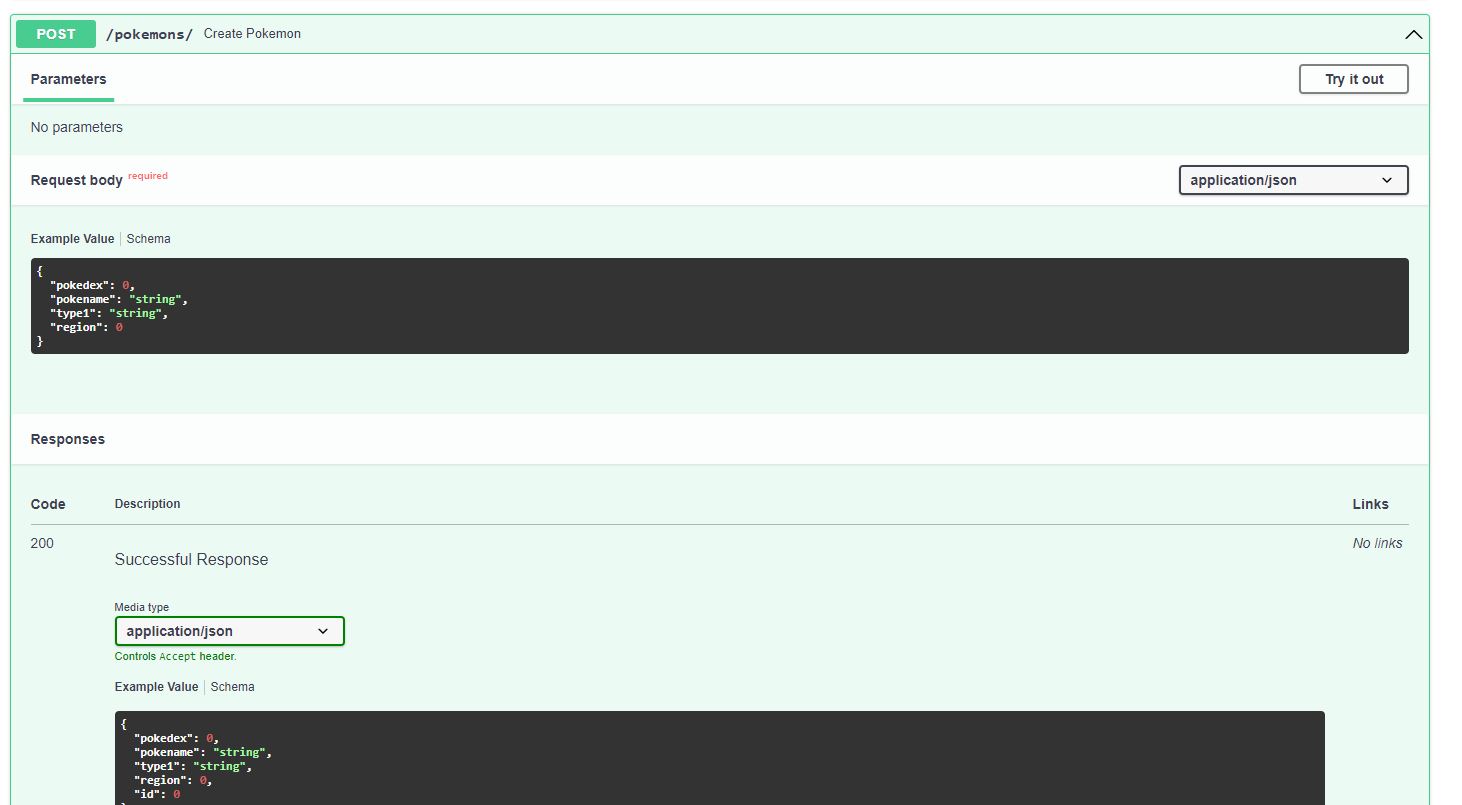 POST /pokemons/ Create Pokemon
Parameters Try it out
No parameters
Request body required application/json
Example Value Schema
{
  "pokedex": 0,
  "pokename": "string",
  "type1": "string",
  "region": 0
}
Responses
Code Description Links
200 Successful Response No links
Media type
application/json
Controls Accept header.
Example Value Schema
{
  "pokedex": 0,
  "pokename": "string",
  "type1": "string",
  "region": 0,
  "id": 0